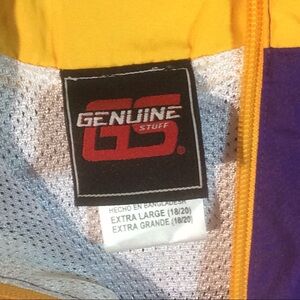 GENUINE
STUFF
GS®
HECHO EN BANGLADESH
EXTRA LARGE (18/20)
EXTRA GRANDE (18/20)